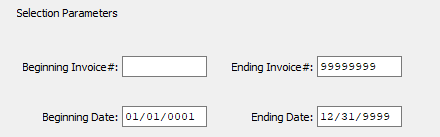 Selection Parameters
Beginning Invoice#: Ending Invoice#: 99999999
Beginning Date: 01/01/0001 Ending Date: 12/31/9999